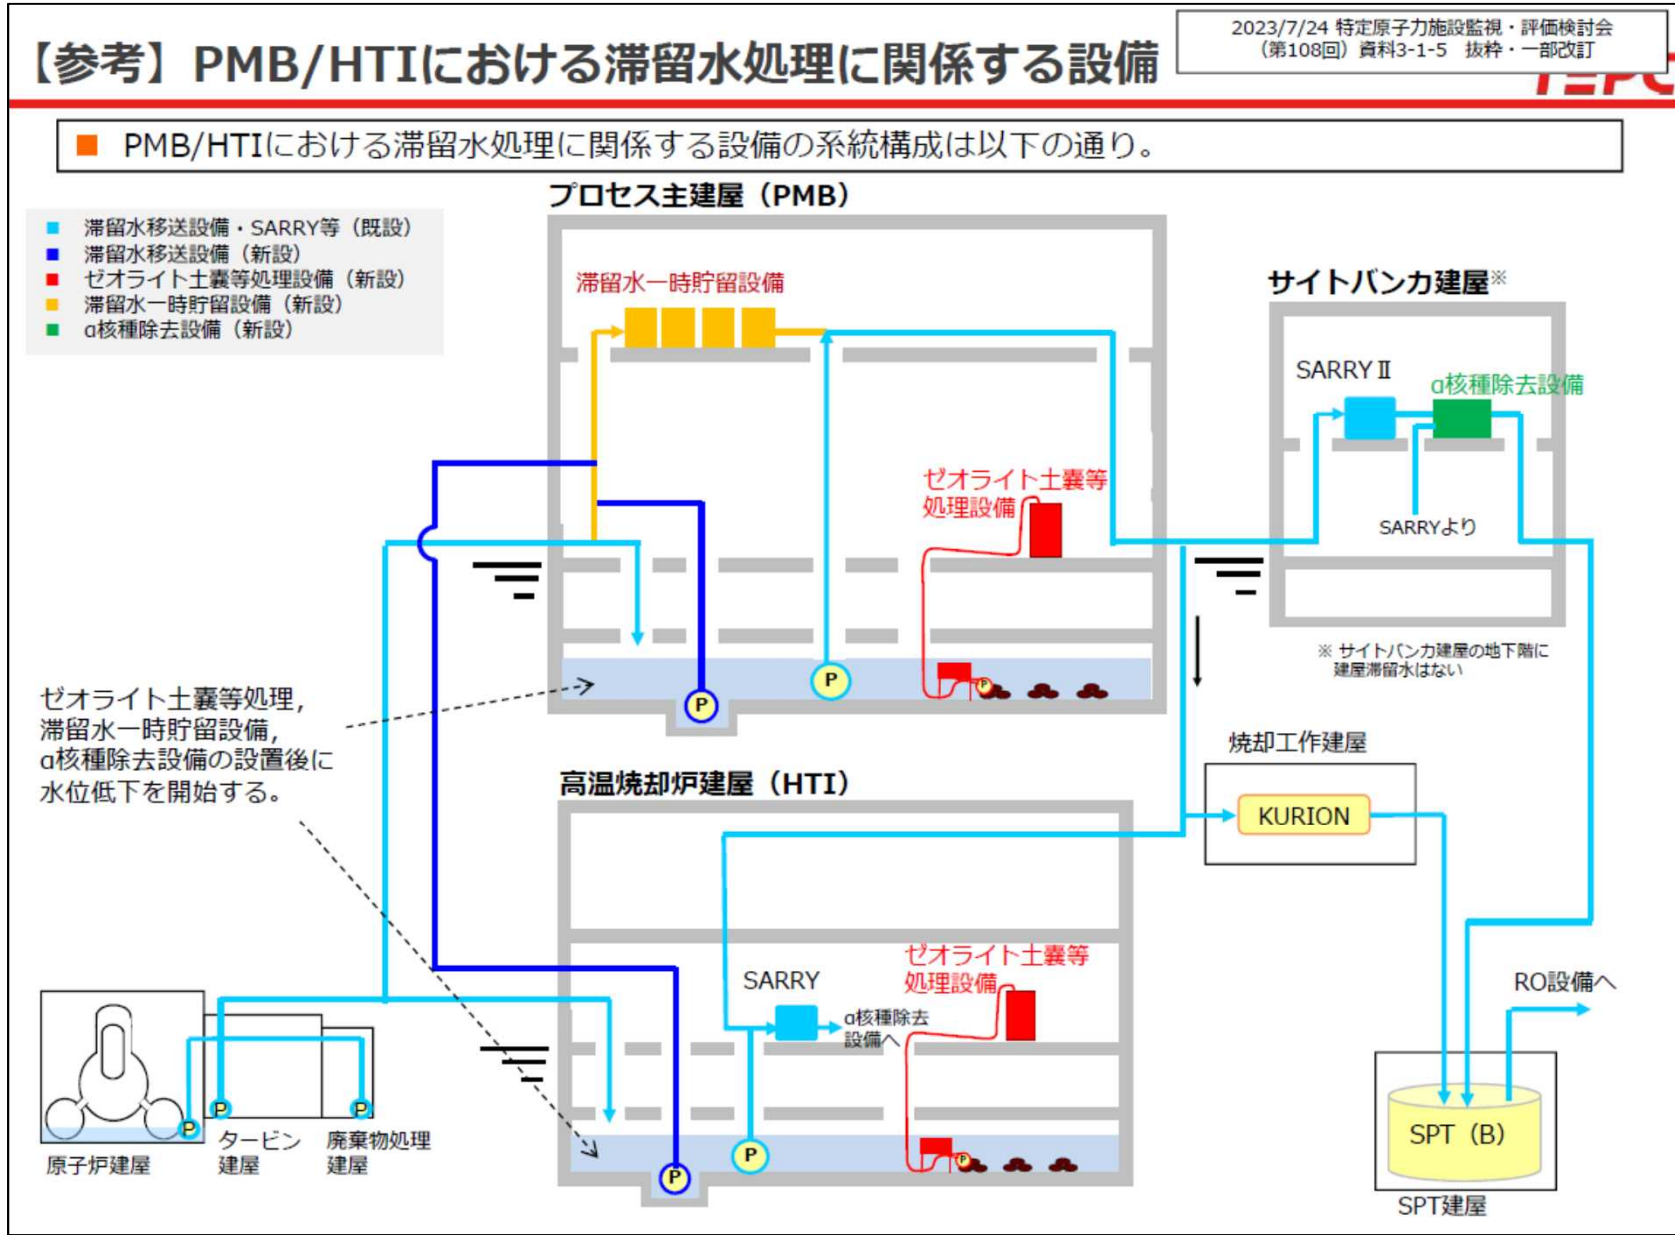 【参考】PMB/HTIにおける滞留水処理に関係する設備
2023/7/24 特定原子力施設監視・評価検討会
（第108回）資料3-1-5　抜粋・一部改訂
■ PMB/HTIにおける滞留水処理に関係する設備の系統構成は以下の通り。
■ 滞留水移送設備・SARRY等（既設）
■ 滞留水移送設備（新設）
■ ゼオライト土嚢等処理設備（新設）
■ 滞留水一時貯留設備（新設）
■ α核種除去設備（新設）
プロセス主建屋（PMB）
滞留水一時貯留設備
ゼオライト土嚢等
処理設備
P
P
P
サイトバンカ建屋※
SARRYⅡ
α核種除去設備
SARRYより
※ サイトバンカ建屋の地下階に
建屋滞留水はない
ゼオライト土嚢等処理，
滞留水一時貯留設備，
α核種除去設備の設置後に
水位低下を開始する。
高温焼却炉建屋（HTI）
SARRY
α核種除去
設備へ
ゼオライト土嚢等
処理設備
P
P
P
焼却工作建屋
KURION
RO設備へ
SPT（B）
SPT建屋
P
P
P
原子炉建屋
タービン
建屋
廃棄物処理
建屋